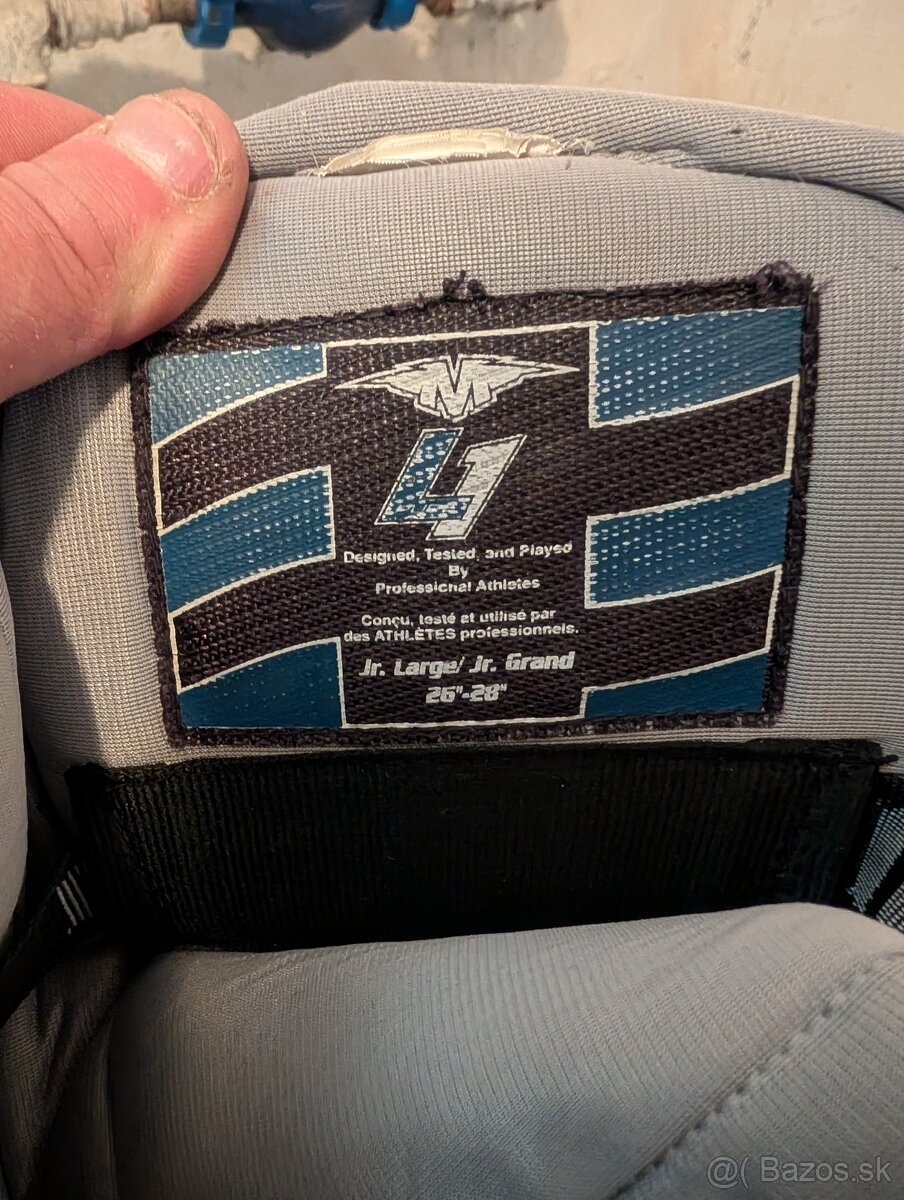 M
L1
Designed, Tested, and Played
By
Professional Athletes
Conçu, testé et utilisé par
des ATHLÈTES professionnels.
Jr. Large/ Jr. Grand
26"-28"
@( Bazos.sk